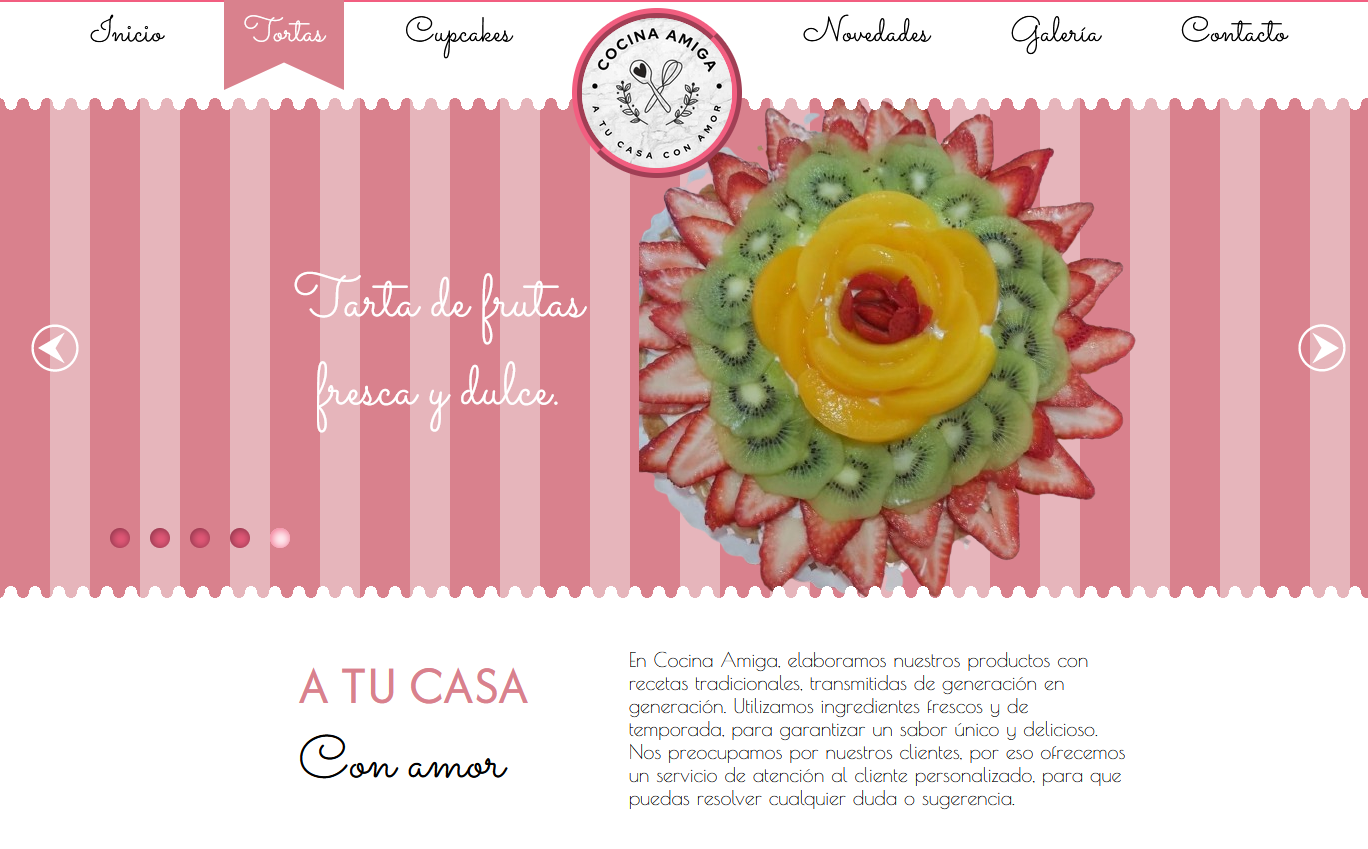 Inicio
Tortas
Cupcakes
COCINA AMIGA
A TU CASA CON AMOR
Novedades
Galería
Contacto
Tarta de frutas
fresca y dulce.
A TU CASA
Con amor
En Cocina Amiga, elaboramos nuestros productos con
recetas tradicionales, transmitidas de generación en
generación. Utilizamos ingredientes frescos y de
temporada, para garantizar un sabor único y delicioso.
Nos preocupamos por nuestros clientes, por eso ofrecemos
un servicio de atención al cliente personalizado, para que
puedas resolver cualquier duda o sugerencia.